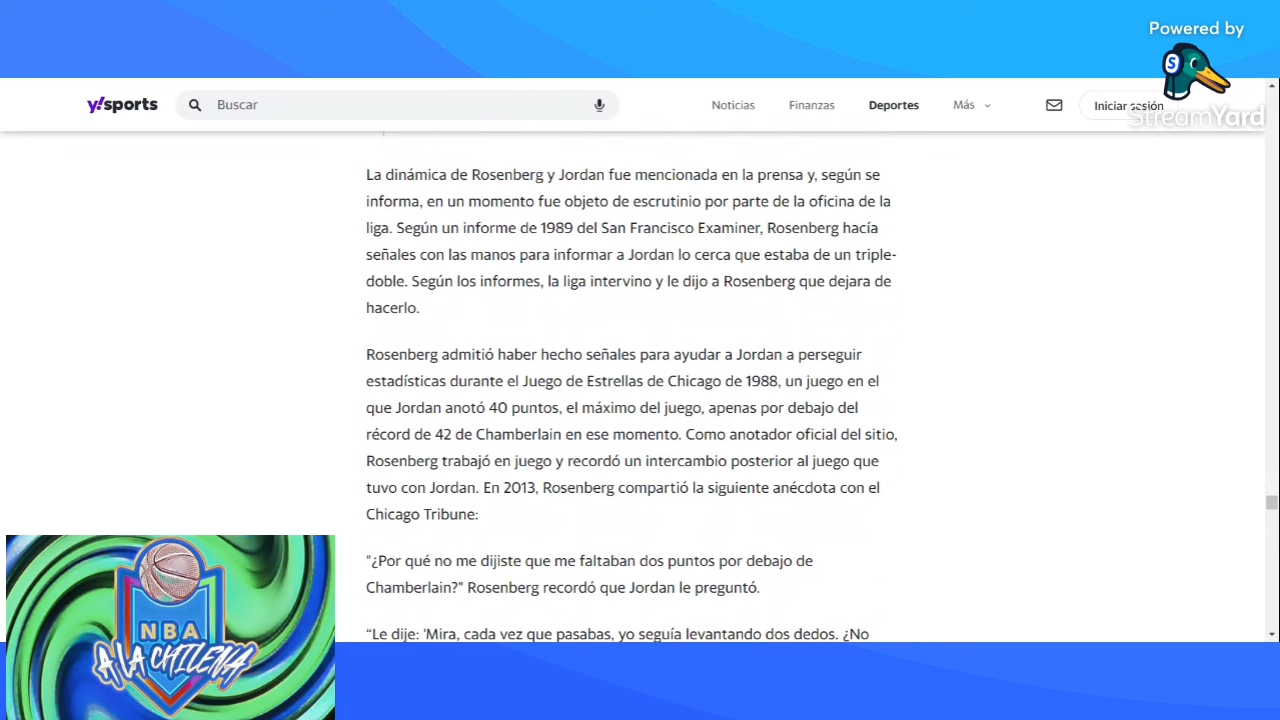 Powered by
StreamYard
y!sports
Buscar
Noticias
Finanzas
Deportes
Más
Iniciar sesión
La dinámica de Rosenberg y Jordan fue mencionada en la prensa y, según se
informa, en un momento fue objeto de escrutinio por parte de la oficina de la
liga. Según un informe de 1989 del San Francisco Examiner, Rosenberg hacía
señales con las manos para informar a Jordan lo cerca que estaba de un triple-
doble. Según los informes, la liga intervino y le dijo a Rosenberg que dejara de
hacerlo.
Rosenberg admitió haber hecho señales para ayudar a Jordan a perseguir
estadísticas durante el Juego de Estrellas de Chicago de 1988, un juego en el
que Jordan anotó 40 puntos, el máximo del juego, apenas por debajo del
récord de 42 de Chamberlain en ese momento. Como anotador oficial del sitio,
Rosenberg trabajó en juego y recordó un intercambio posterior al juego que
tuvo con Jordan. En 2013, Rosenberg compartió la siguiente anécdota con el
Chicago Tribune:
"¿Por qué no me dijiste que me faltaban dos puntos por debajo de
Chamberlain?" Rosenberg recordó que Jordan le preguntó.
“Le dije: 'Mira, cada vez que pasabas, yo seguía levantando dos dedos. ¿No
NBA
A LA CHILENA